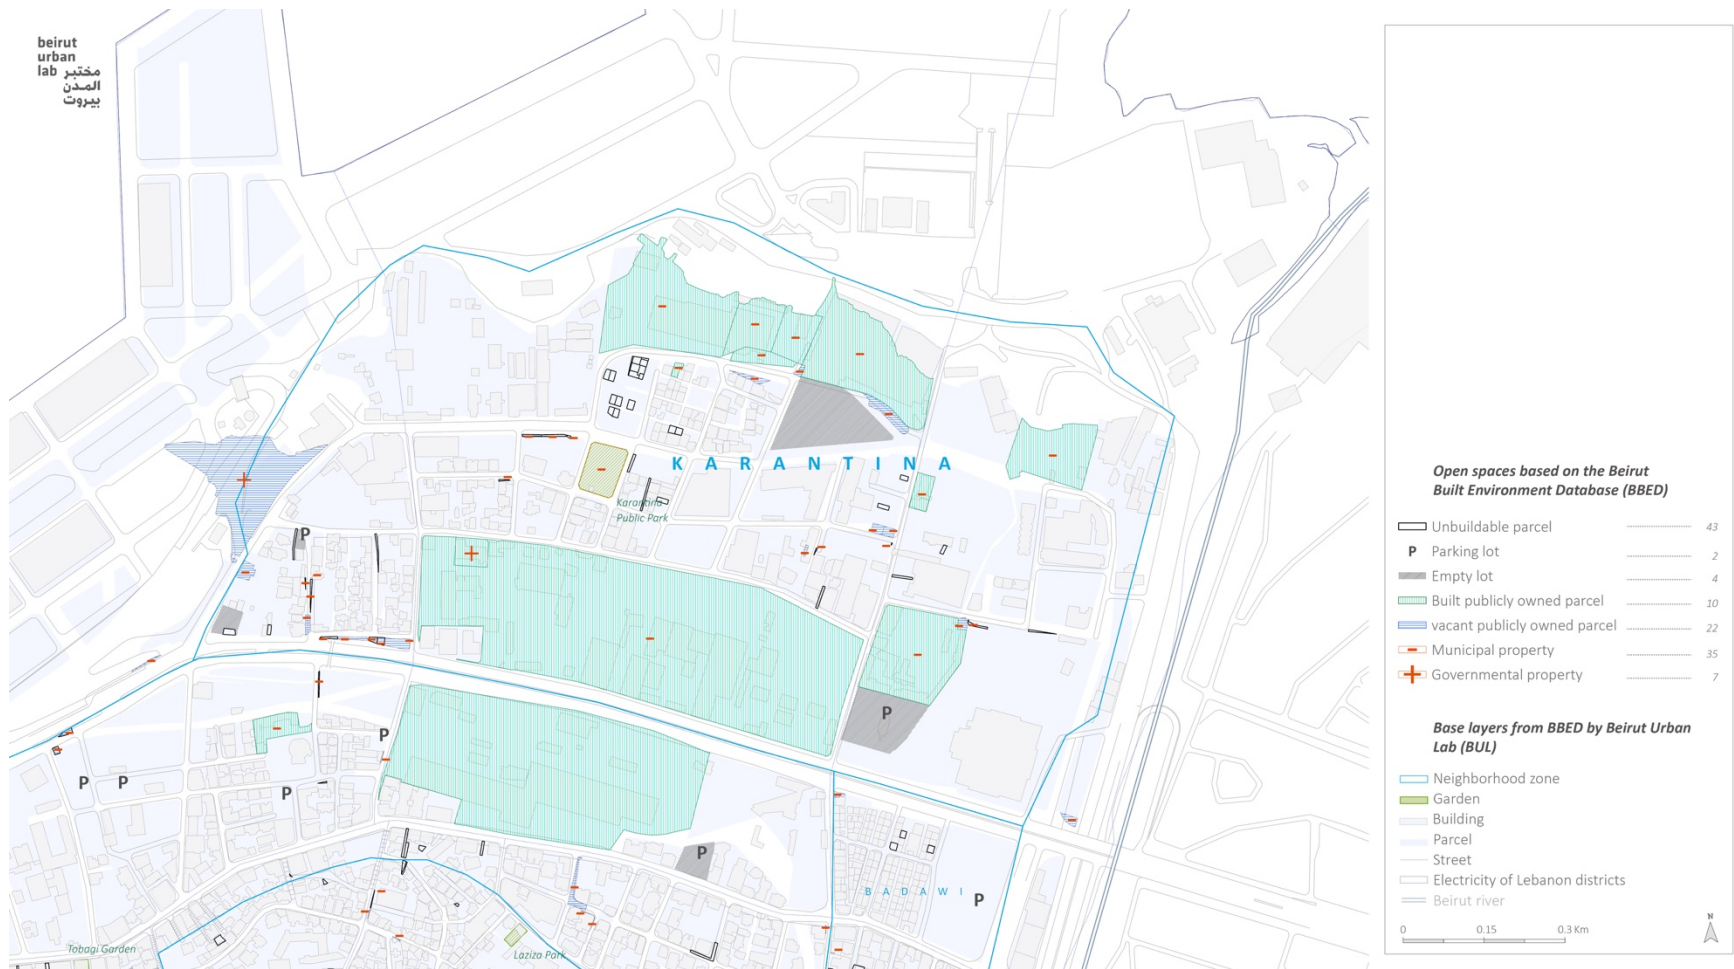 beirut
urban
lab مختبر
المدن
بيروت
KARANTINA
Karantina
Public Park
P
P
P
P
P
P
P
BADAWI
P
Tobagi Garden
Laziza Park
Open spaces based on the Beirut
Built Environment Database (BBED)
Unbuildable parcel 43
P Parking lot 2
Empty lot 4
Built publicly owned parcel 10
vacant publicly owned parcel 22
Municipal property 35
Governmental property 7
Base layers from BBED by Beirut Urban
Lab (BUL)
Neighborhood zone
Garden
Building
Parcel
Street
Electricity of Lebanon districts
Beirut river
0 0.15 0.3 Km
N